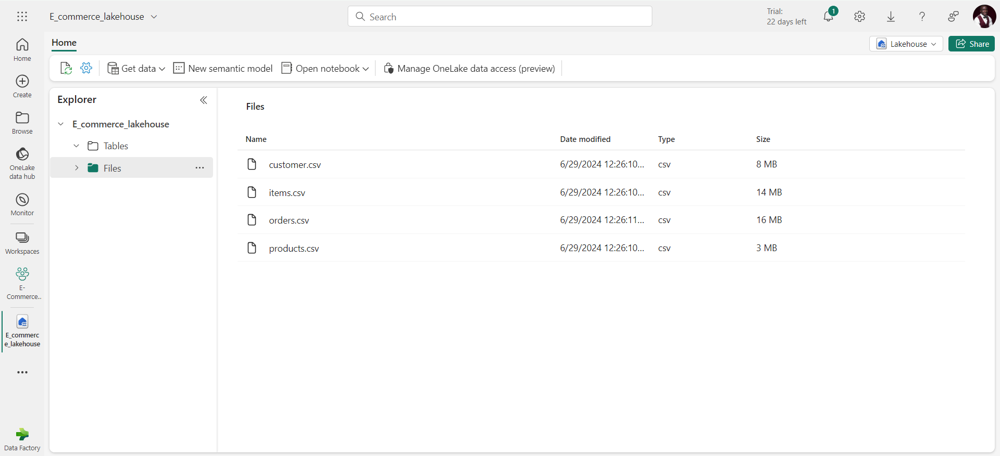 E_commerce_lakehouse
Search
Trial:
22 days left
1
Home
Create
Browse
OneLake
data hub
Monitor
Workspaces
E-
Commerce...
E_commerc
e_lakehouse
Data Factory
Home
Lakehouse
Share
Get data
New semantic model
Open notebook
Manage OneLake data access (preview)
Explorer
E_commerce_lakehouse
Tables
Files
Files
Name Date modified Type Size
customer.csv 6/29/2024 12:26:10... csv 8 MB
items.csv 6/29/2024 12:26:10... csv 14 MB
orders.csv 6/29/2024 12:26:11... csv 16 MB
products.csv 6/29/2024 12:26:10... csv 3 MB